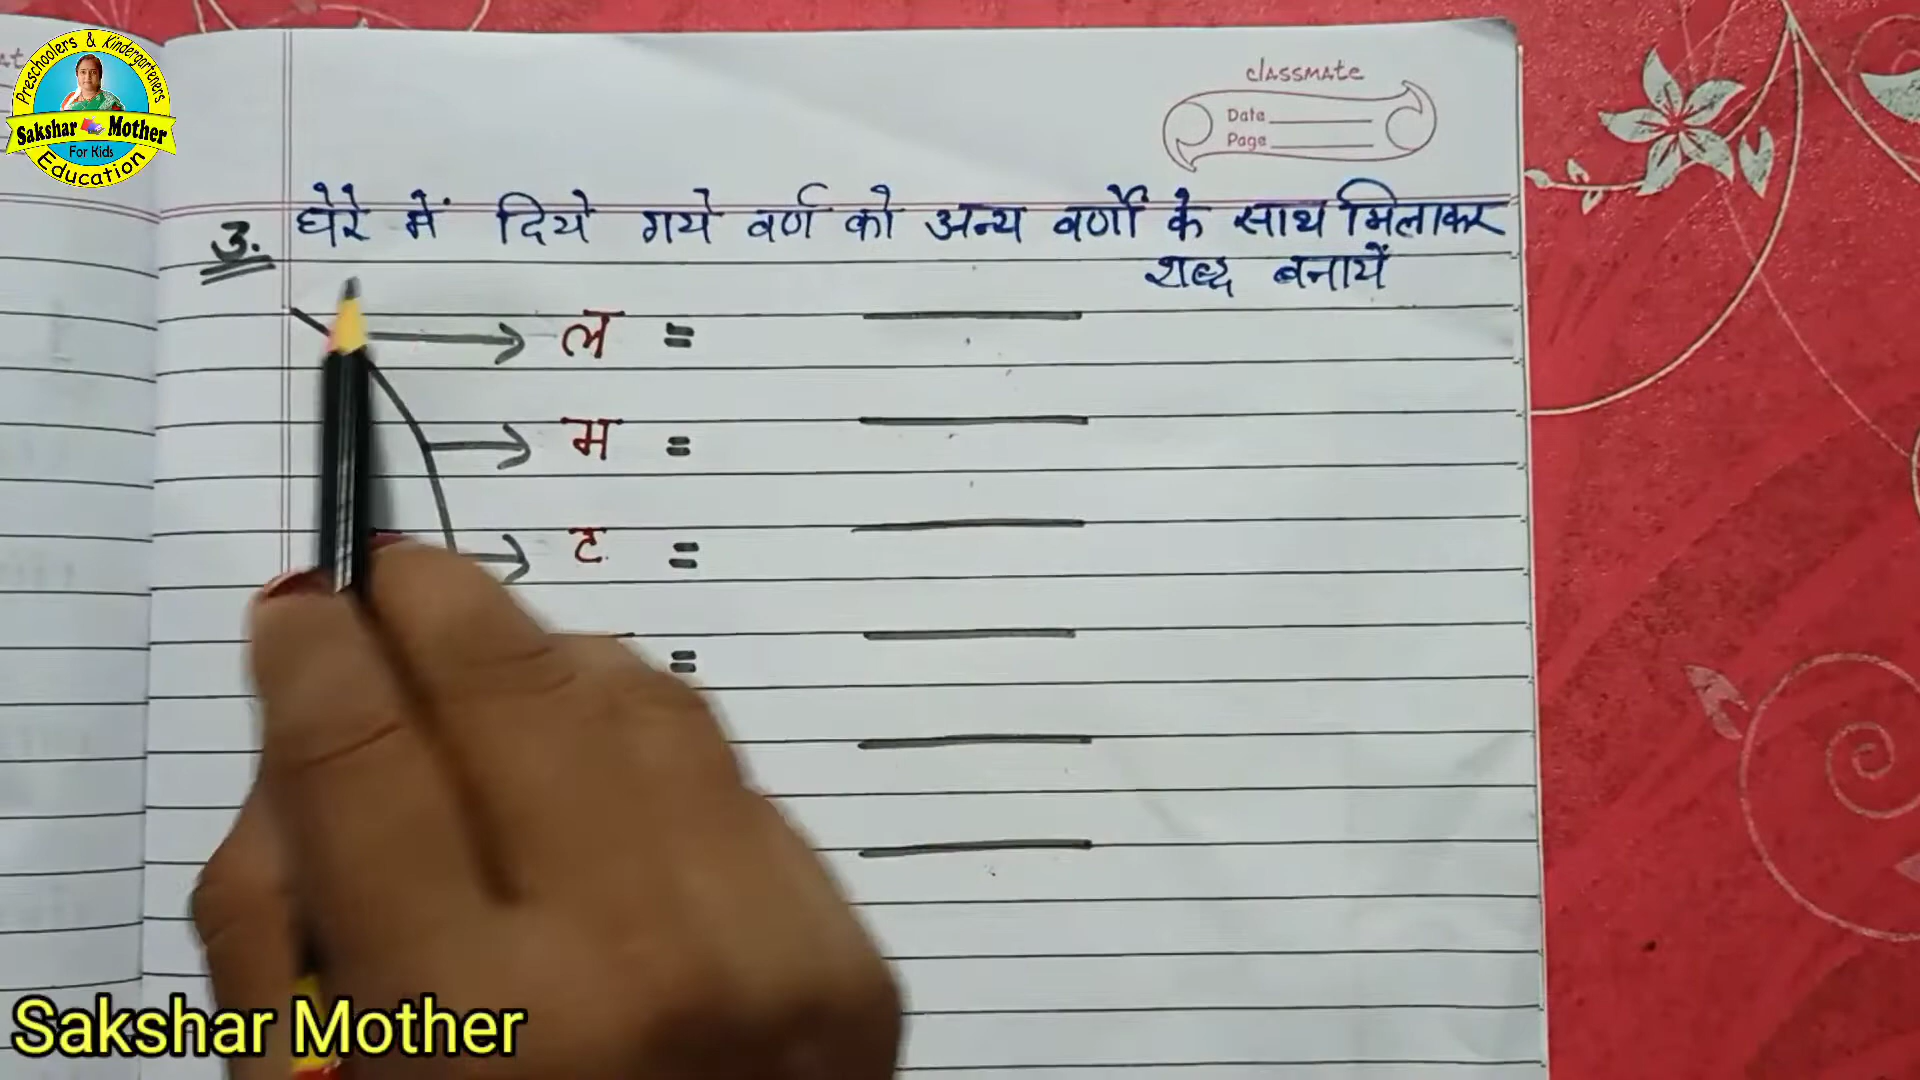 Preschoolers & Kindergarteners
Sakshar Mother
For Kids
Education
classmate
Date
Page
3. घेरे में दिये गये वर्ण को अन्य वर्णों के साथ मिलाकर
शब्द बनायें
ल =
म =
ट =
=
Sakshar Mother